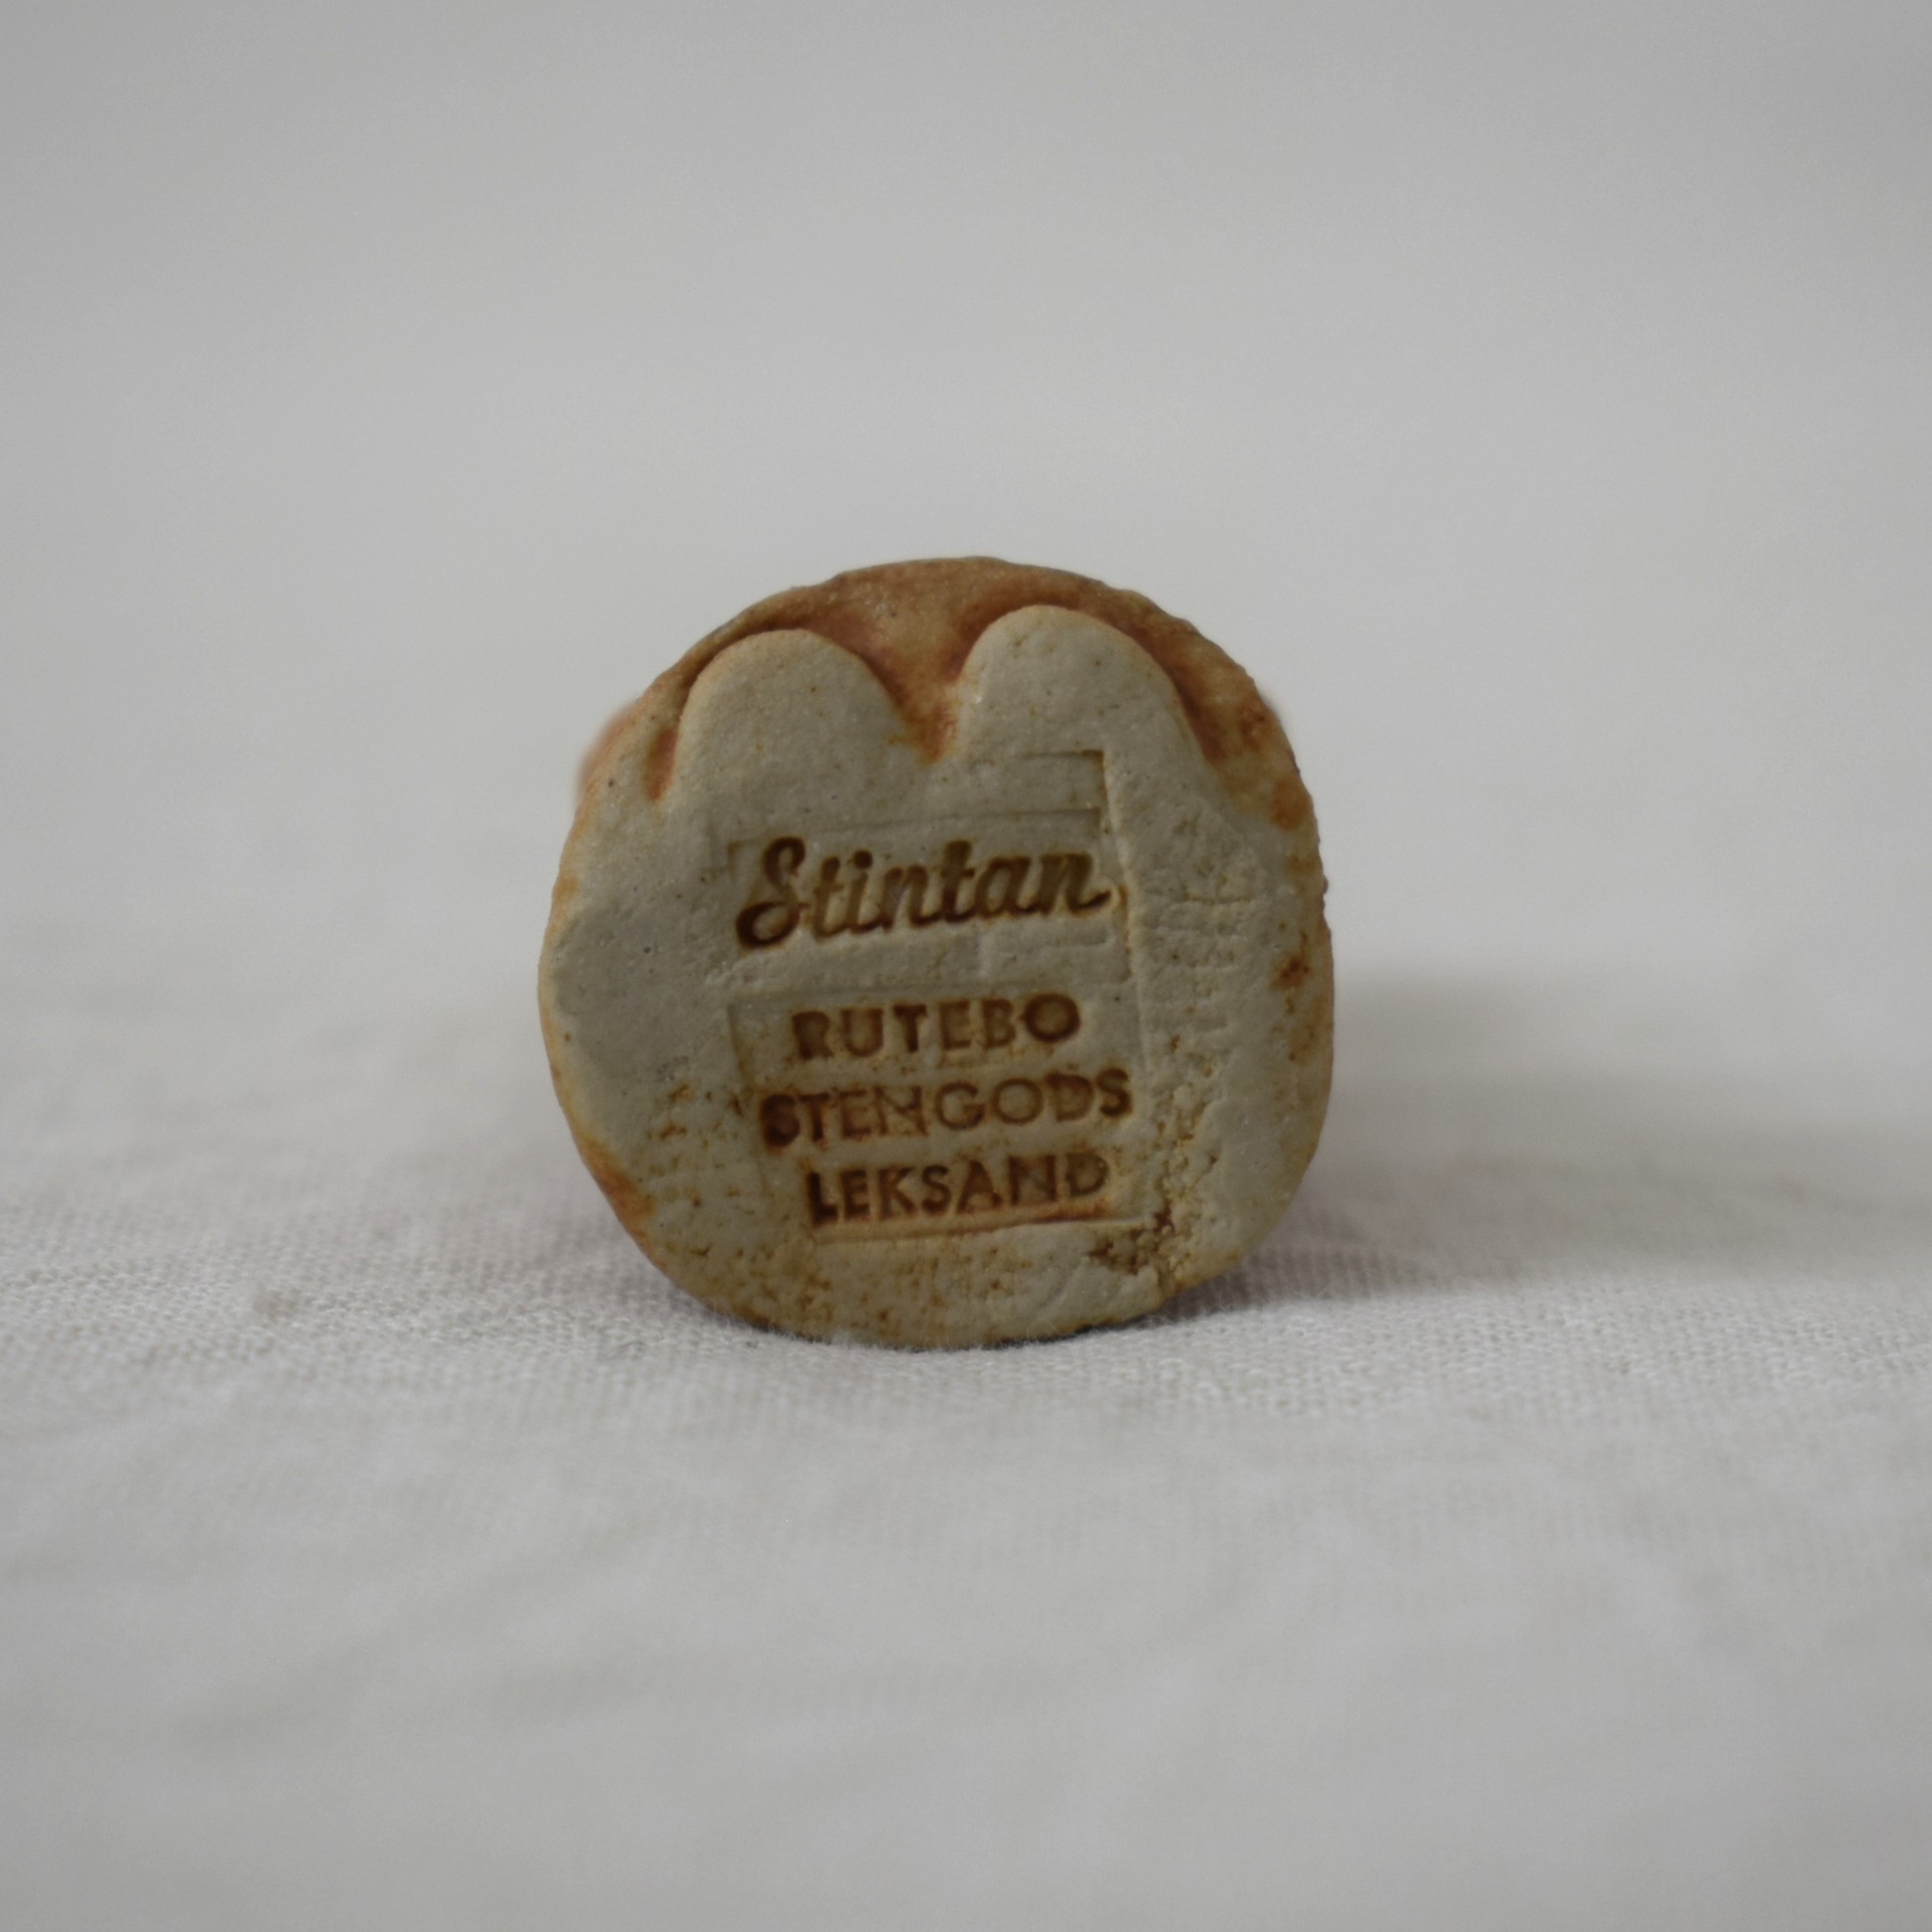 Stintan
RUTEBO
STENGODS
LEKSAND